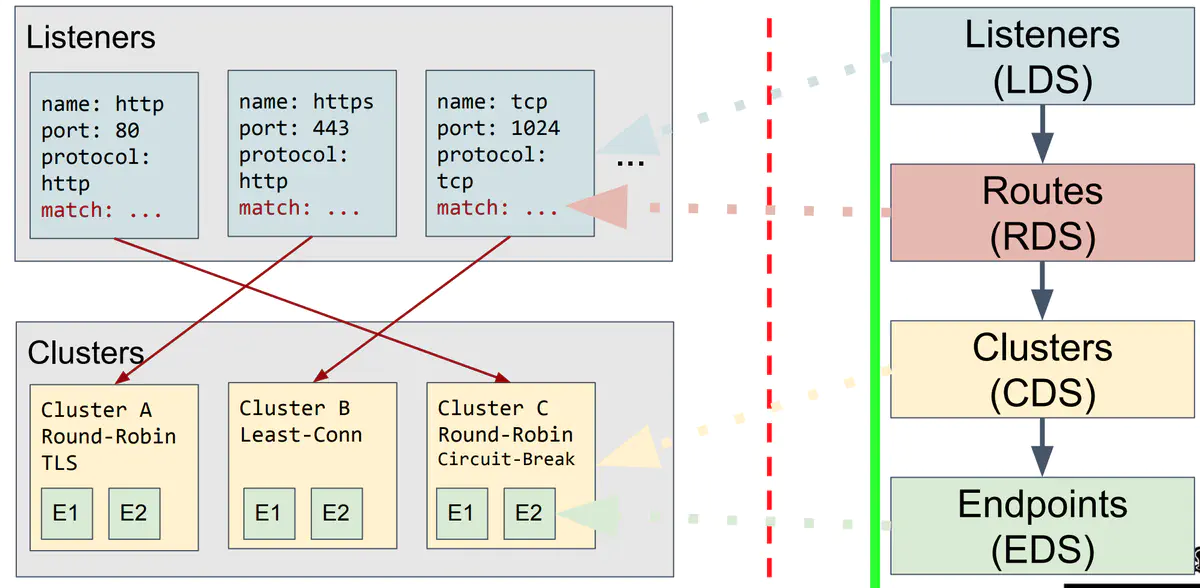 Listeners
name: http
port: 80
protocol:
http
match: ...
name: https
port: 443
protocol:
http
match: ...
name: tcp
port: 1024
protocol:
tcp
match: ...
...
Clusters
Cluster A
Round-Robin
TLS
E1
E2
Cluster B
Least-Conn
E1
E2
Cluster C
Round-Robin
Circuit-Break
E1
E2
Listeners
(LDS)
Routes
(RDS)
Clusters
(CDS)
Endpoints
(EDS)